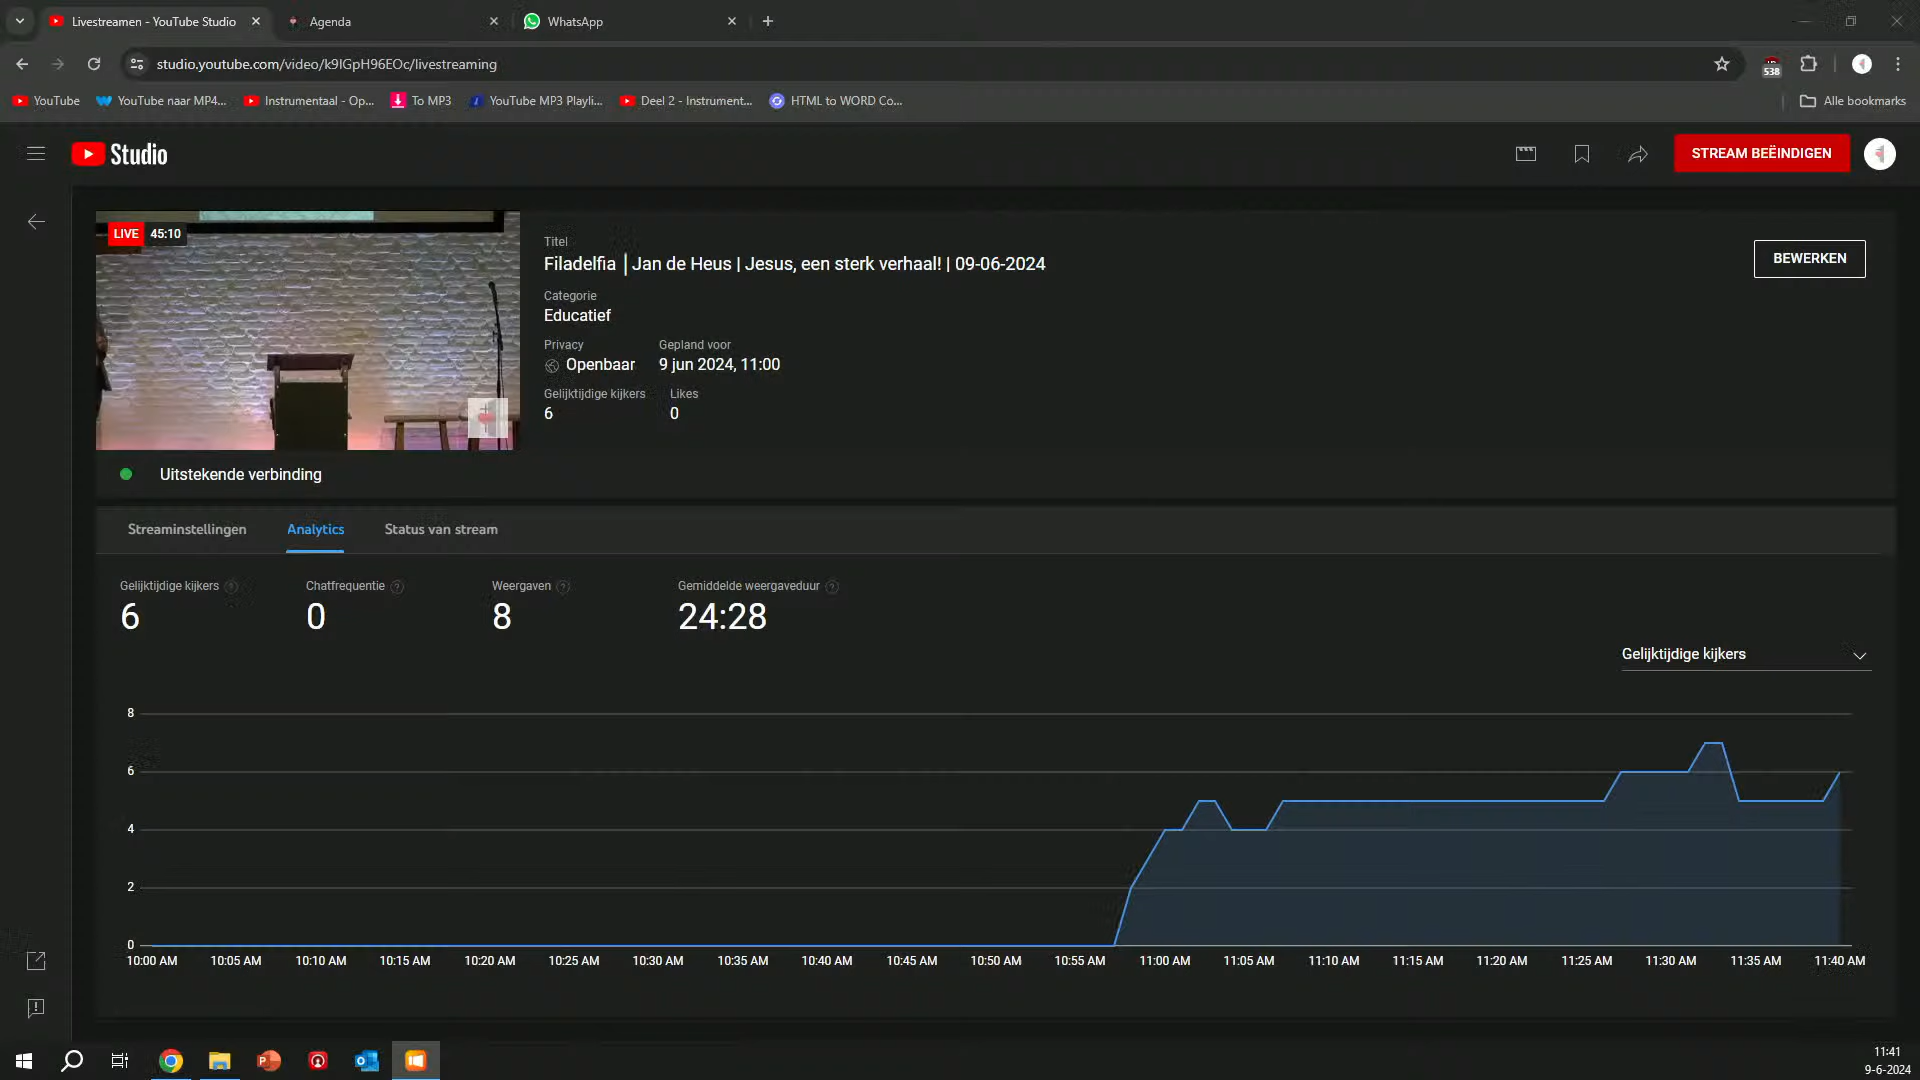 Livestreamen - YouTube Studio
Agenda
WhatsApp
studio.youtube.com/video/k9lGpH96EOc/livestreaming
538
YouTube
YouTube naar MP4...
Instrumentaal - Op...
To MP3
YouTube MP3 Playli...
Deel 2 - Instrument...
HTML to WORD Co...
Alle bookmarks
Studio
STREAM BEËINDIGEN
LIVE 45:10
Titel
Filadelfia │Jan de Heus | Jesus, een sterk verhaal! | 09-06-2024
BEWERKEN
Categorie
Educatief
Privacy
Gepland voor
Openbaar
9 jun 2024, 11:00
Gelijktijdige kijkers
Likes
6
0
Uitstekende verbinding
Streaminstellingen
Analytics
Status van stream
Gelijktijdige kijkers
Chatfrequentie
Weergaven
Gemiddelde weergaveduur
6
0
8
24:28
Gelijktijdige kijkers
8
6
4
2
0
10:00 AM
10:05 AM
10:10 AM
10:15 AM
10:20 AM
10:25 AM
10:30 AM
10:35 AM
10:40 AM
10:45 AM
10:50 AM
10:55 AM
11:00 AM
11:05 AM
11:10 AM
11:15 AM
11:20 AM
11:25 AM
11:30 AM
11:35 AM
11:40 AM
11:41
9-6-2024